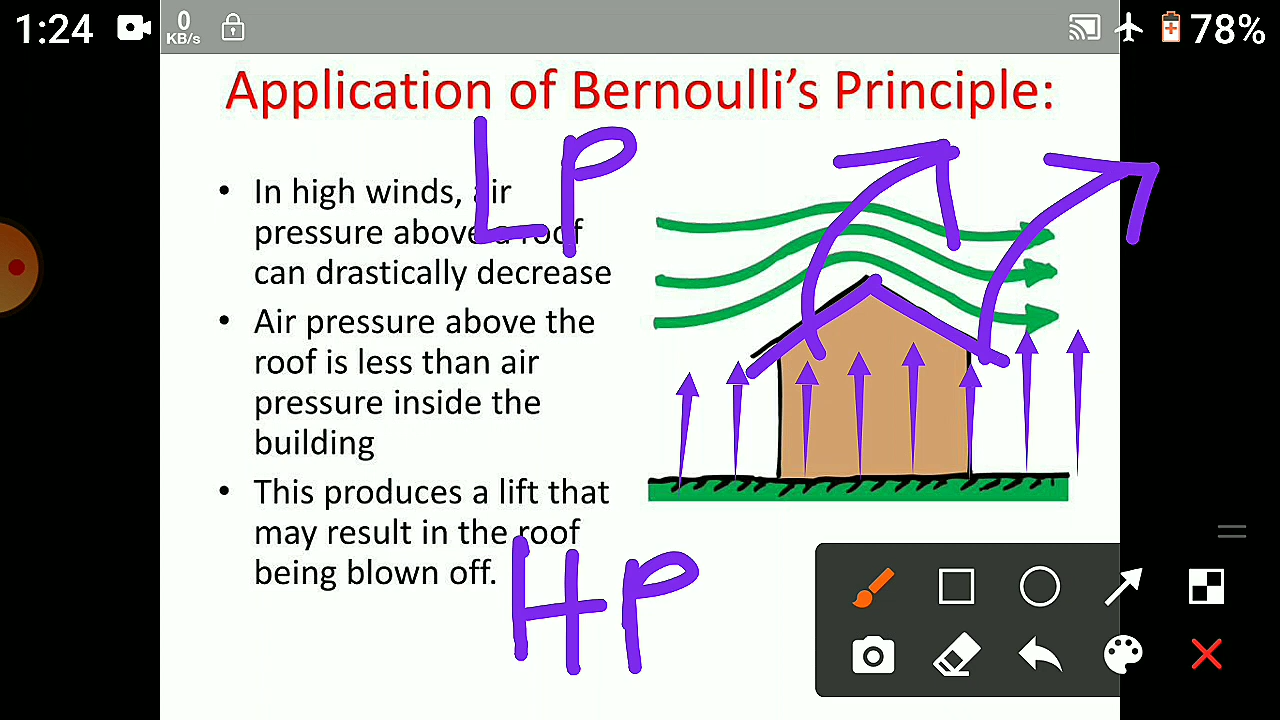 1:24
0
KB/s
78%
Application of Bernoulli's Principle:
LP
• In high winds, air
pressure above a roof
can drastically decrease
• Air pressure above the
roof is less than air
pressure inside the
building
• This produces a lift that
may result in the roof
being blown off.
HP